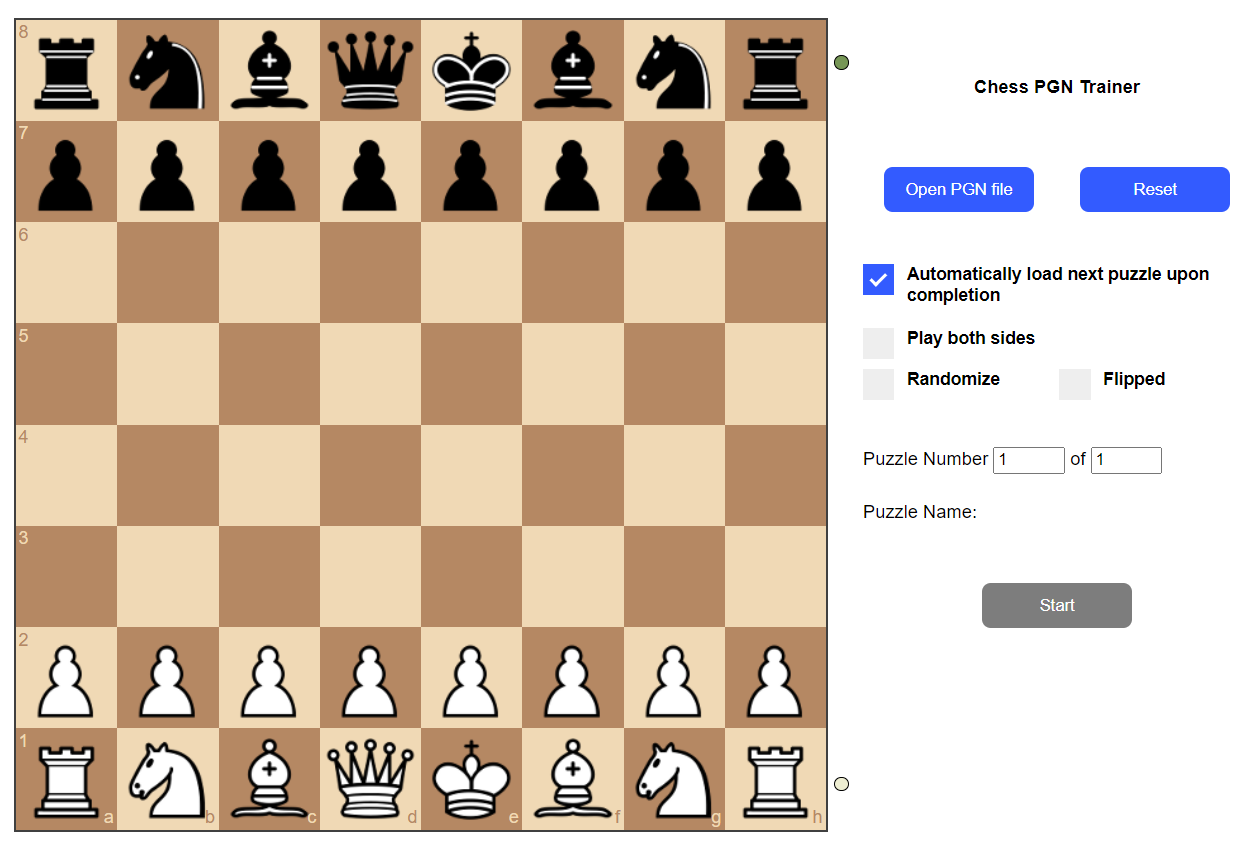 8
7
6
5
4
3
2
1
a b c d e f g h
Chess PGN Trainer
Open PGN file Reset
Automatically load next puzzle upon
completion
Play both sides
Randomize Flipped
Puzzle Number 1 of 1
Puzzle Name:
Start